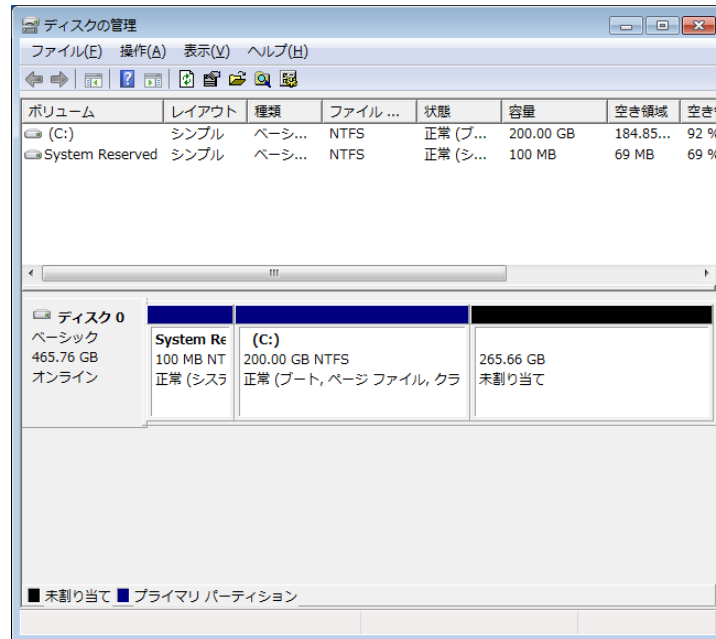 ディスクの管理
ファイル(F) 操作(A) 表示(V) ヘルプ(H)
ボリューム レイアウト 種類 ファイル ... 状態 容量 空き領域 空き
(C:) シンプル ベーシ... NTFS 正常 (ブ... 200.00 GB 184.85... 92 %
System Reserved シンプル ベーシ... NTFS 正常 (シ... 100 MB 69 MB 69 %
ディスク 0
ベーシック
465.76 GB
オンライン
System Re
100 MB NT
正常 (システ
(C:)
200.00 GB NTFS
正常 (ブート, ページ ファイル, クラ
265.66 GB
未割り当て
未割り当て プライマリ パーティション